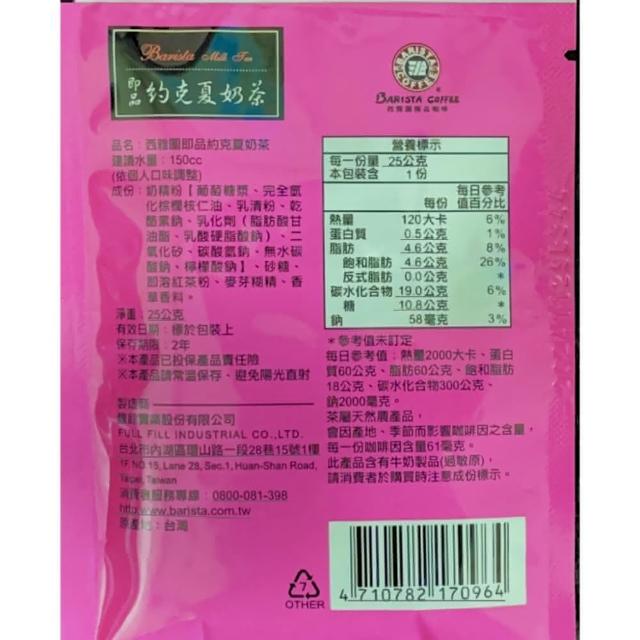 Barista Milk Tea
即品 約克夏奶茶
BARISTA COFFEE
BARISTA COFFEE
西雅圖極品咖啡
品名：西雅圖即品約克夏奶茶
建議水量：150cc
(依個人口味調整)
成份：奶精粉【葡萄糖漿、完全氫
化棕櫚核仁油、乳清粉、乾
酪素鈉、乳化劑（脂肪酸甘
油酯、乳酸硬脂酸鈉）、二
氧化矽、碳酸氫鈉、無水碳
酸鈉、檸檬酸鈉】、砂糖、
即溶紅茶粉、麥芽糊精、香
草香料。
淨重：25公克
有效日期：標於包裝上
保存期限：2年
※本產品已投保產品責任險
※本產品請常溫保存、避免陽光直射
製造商
實業股份有限公司
FULL FILL INDUSTRIAL CO.,LTD.
台北市內湖區環山路一段28巷15號1樓
1F,NO.15, Lane 28, Sec.1, Huan-Shan Road,
Taipei,Taiwan
消費者服務專線：0800-081-398
http:www.barista.com.tw
原產地：台灣
營養標示
每一份量 25公克
本包裝含 1份
每份 每日參考值百分比
熱量 120大卡 6%
蛋白質 0.5公克 1%
脂肪 4.6公克 8%
飽和脂肪 4.6公克 26%
反式脂肪 0.0公克 *
碳水化合物 19.0公克 6%
糖 10.8公克 *
鈉 58毫克 3%
*參考值未訂定
每日參考值：熱量2000大卡、蛋白
質60公克、脂肪60公克、飽和脂肪
18公克、碳水化合物300公克、
鈉2000毫克。
茶屬天然農產品，
會因產地、季節而影響咖啡因之含量，
每一份咖啡因含量61毫克。
此產品含有牛奶製品(過敏原)，
請消費者於購買時注意成份標示。
7
OTHER
4 710782 170964